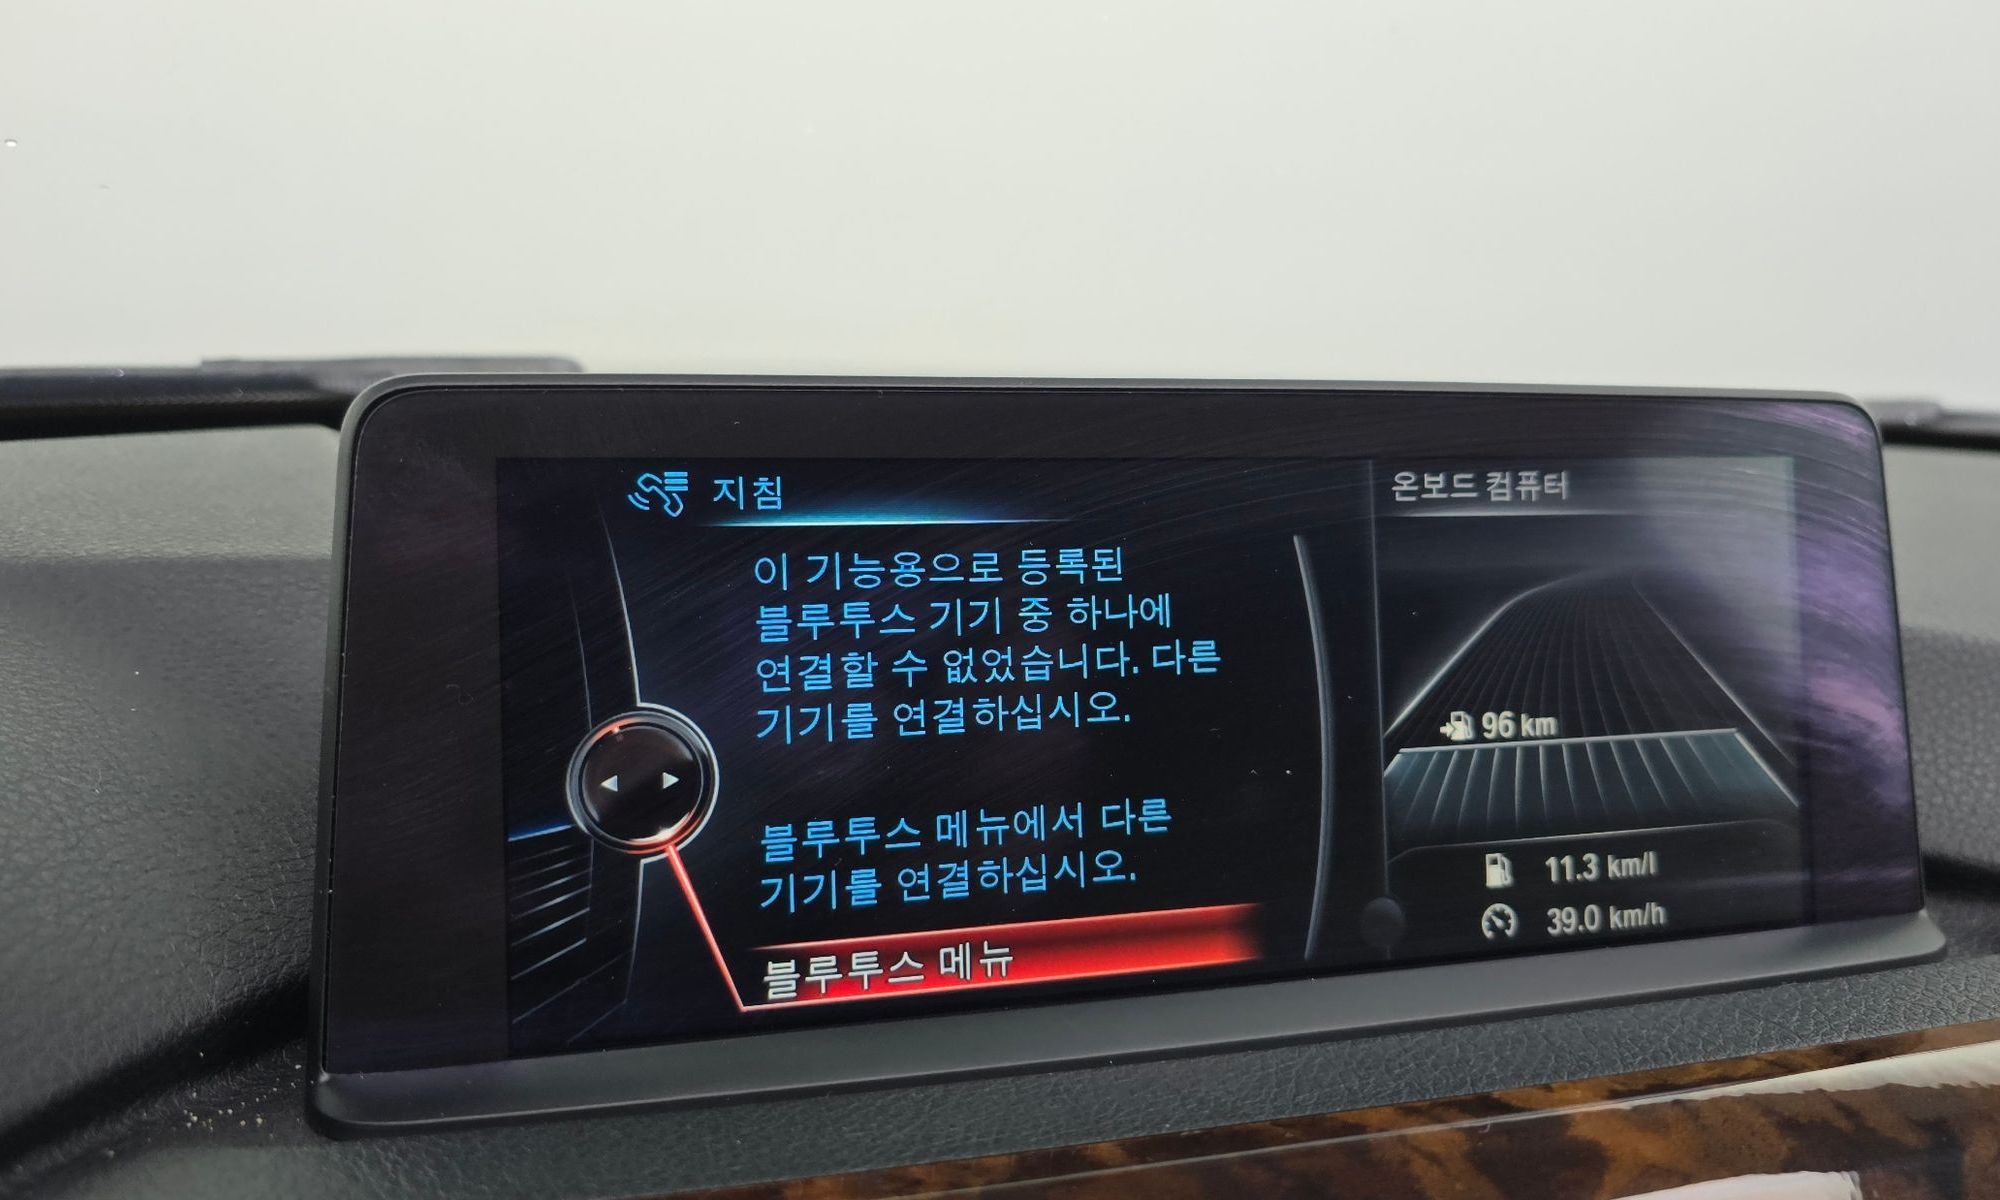 지침
이 기능용으로 등록된
블루투스 기기 중 하나에
연결할 수 없었습니다. 다른
기기를 연결하십시오.
블루투스 메뉴에서 다른
기기를 연결하십시오.
블루투스 메뉴
온보드 컴퓨터
96 km
11.3 km/l
39.0 km/h